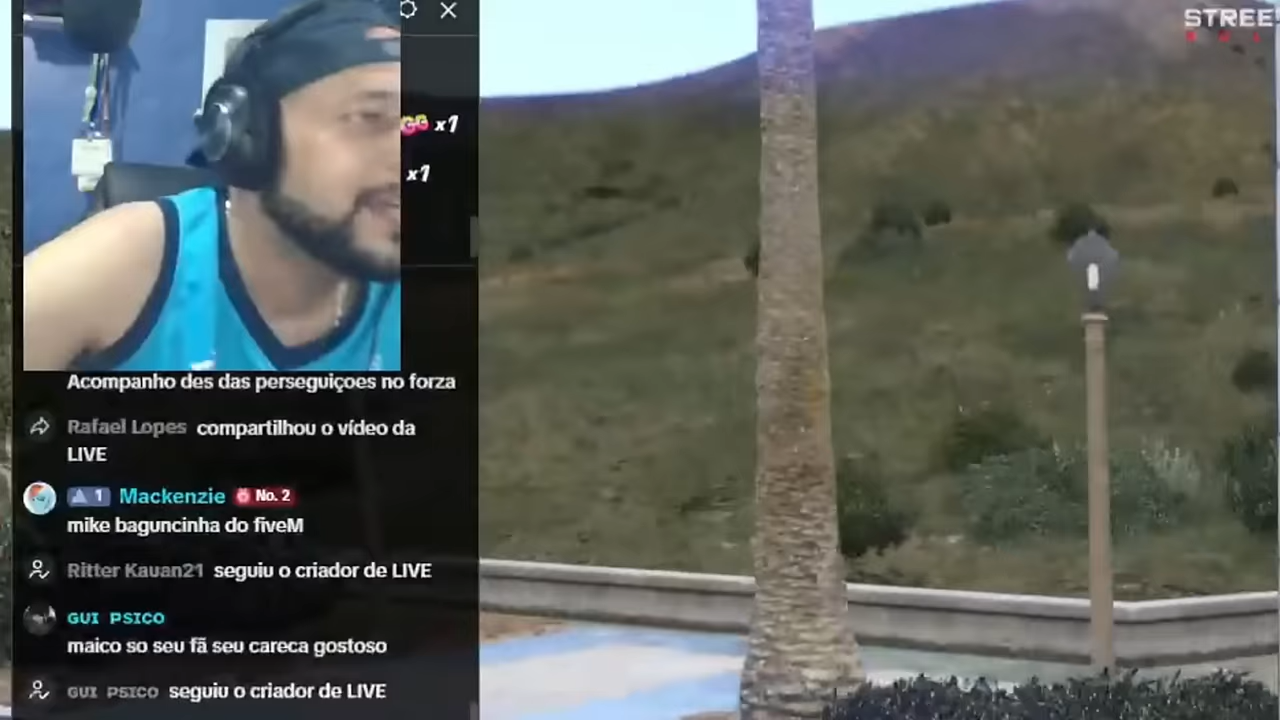 STREE
x1
x1
Acompanho des das perseguiçoes no forza
Rafael Lopes compartilhou o vídeo da
LIVE
1 Mackenzie No. 2
mike baguncinha do fiveM
Ritter Kauan21 seguiu o criador de LIVE
GUI PSICO
maico so seu fã seu careca gostoso
GUI PSICO seguiu o criador de LIVE